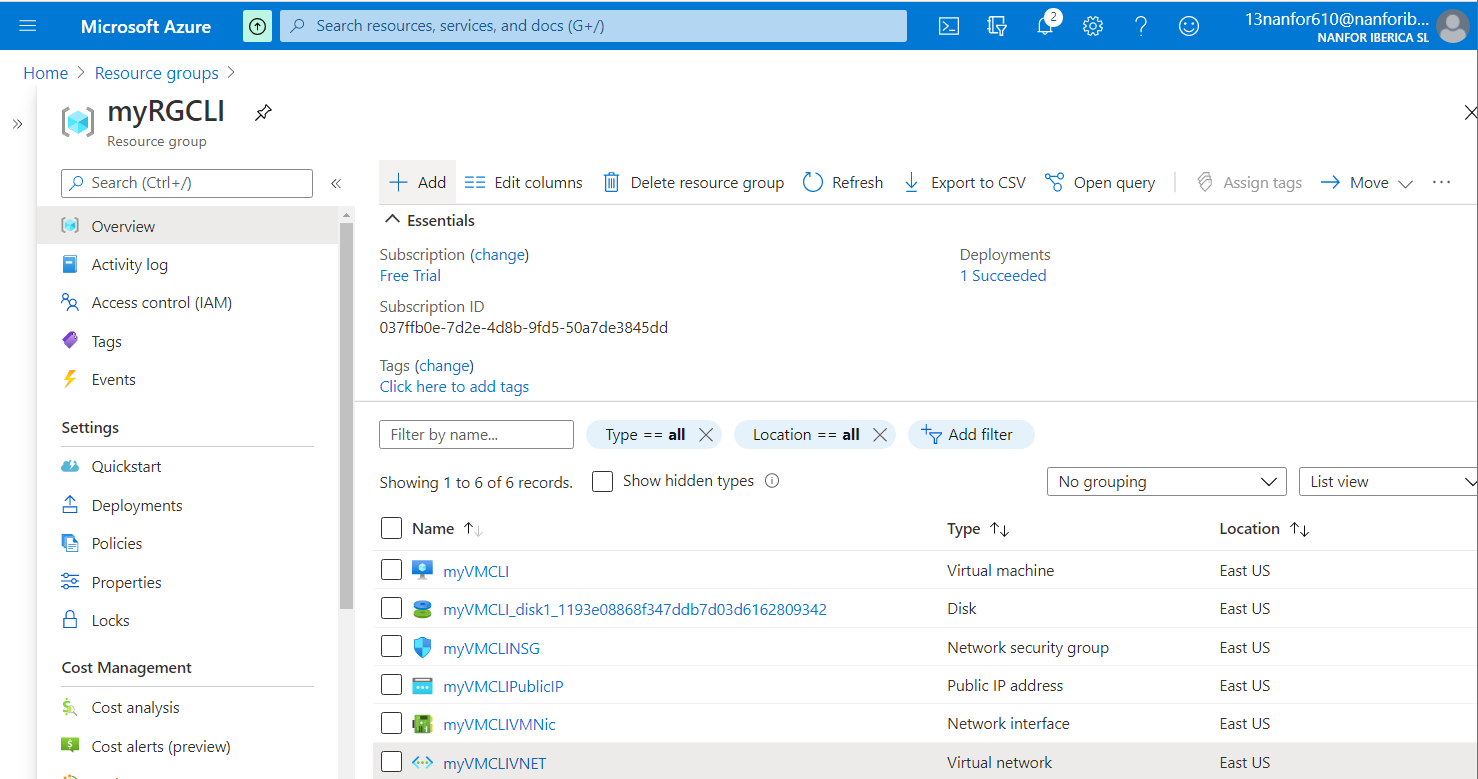 Microsoft Azure
Search resources, services, and docs (G+/)
2
13nanfor610@nanforib...
NANFOR IBERICA SL
Home > Resource groups >
myRGCLI
Resource group
Search (Ctrl+/)
Overview
Activity log
Access control (IAM)
Tags
Events
Settings
Quickstart
Deployments
Policies
Properties
Locks
Cost Management
Cost analysis
Cost alerts (preview)
Add Edit columns Delete resource group Refresh Export to CSV Open query Assign tags Move ...
Essentials
Subscription (change)
Free Trial
Subscription ID
037ffb0e-7d2e-4d8b-9fd5-50a7de3845dd
Tags (change)
Click here to add tags
Deployments
1 Succeeded
Filter by name... Type == all Location == all Add filter
Showing 1 to 6 of 6 records. Show hidden types No grouping List view
Name Type Location
myVMCLI Virtual machine East US
myVMCLI_disk1_1193e08868f347ddb7d03d6162809342 Disk East US
myVMCLINSG Network security group East US
myVMCLIPublicIP Public IP address East US
myVMCLIVMNic Network interface East US
myVMCLIVNET Virtual network East US